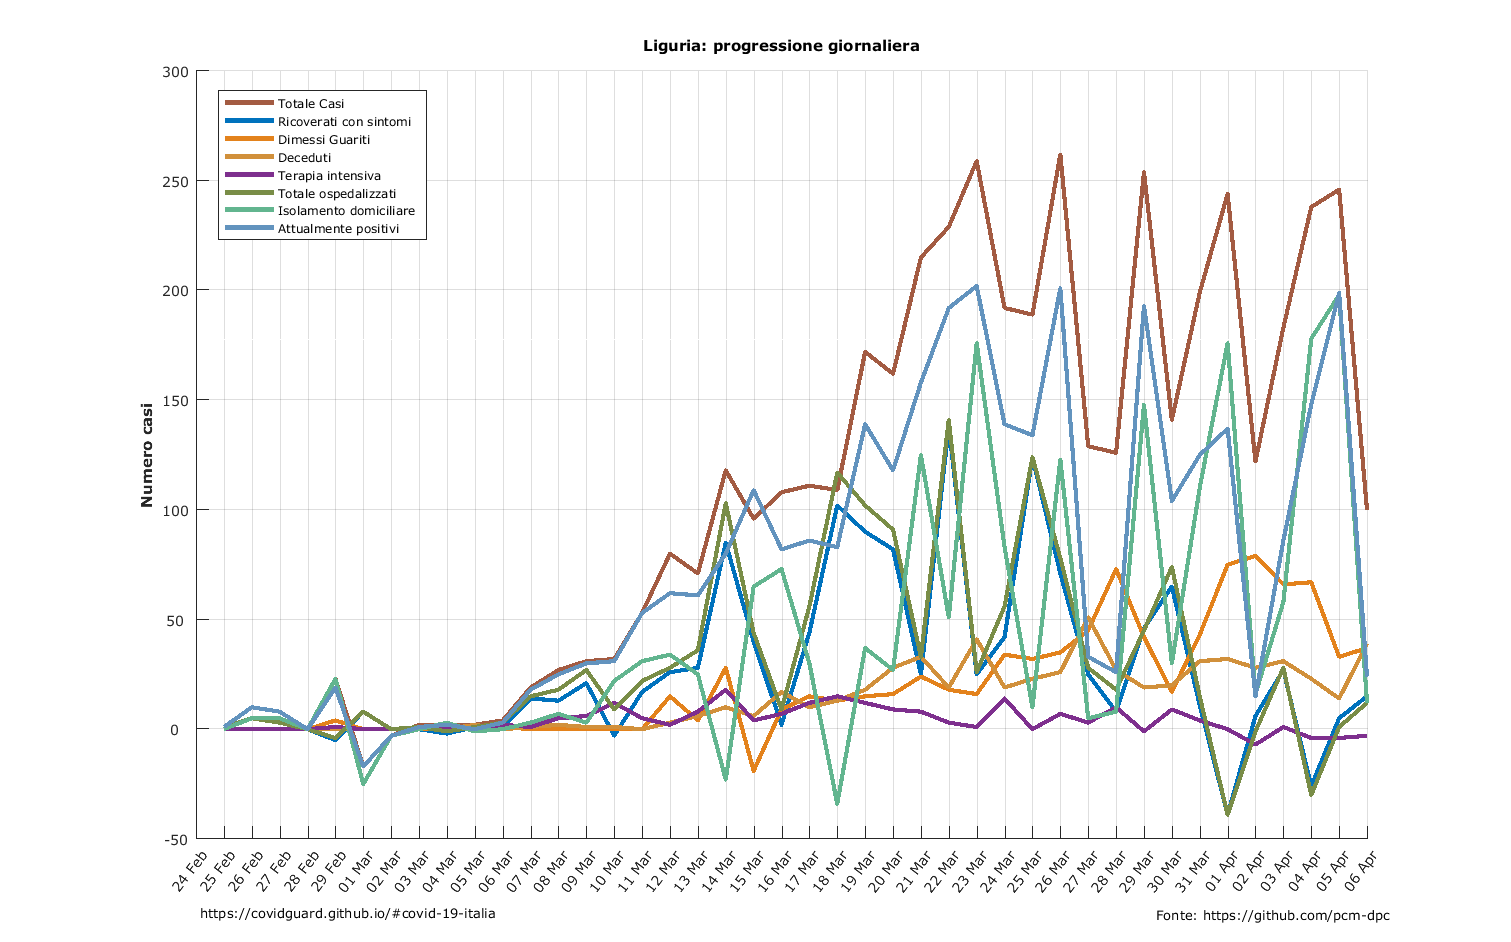 Liguria: progressione giornaliera
Numero casi
300
250
200
150
100
50
0
-50
Totale Casi
Ricoverati con sintomi
Dimessi Guariti
Deceduti
Terapia intensiva
Totale ospedalizzati
Isolamento domiciliare
Attualmente positivi
24 Feb
25 Feb
26 Feb
27 Feb
28 Feb
29 Feb
01 Mar
02 Mar
03 Mar
04 Mar
05 Mar
06 Mar
07 Mar
08 Mar
09 Mar
10 Mar
11 Mar
12 Mar
13 Mar
14 Mar
15 Mar
16 Mar
17 Mar
18 Mar
19 Mar
20 Mar
21 Mar
22 Mar
23 Mar
24 Mar
25 Mar
26 Mar
27 Mar
28 Mar
29 Mar
30 Mar
31 Mar
01 Apr
02 Apr
03 Apr
04 Apr
05 Apr
06 Apr
https://covidguard.github.io/#covid-19-italia
Fonte: https://github.com/pcm-dpc